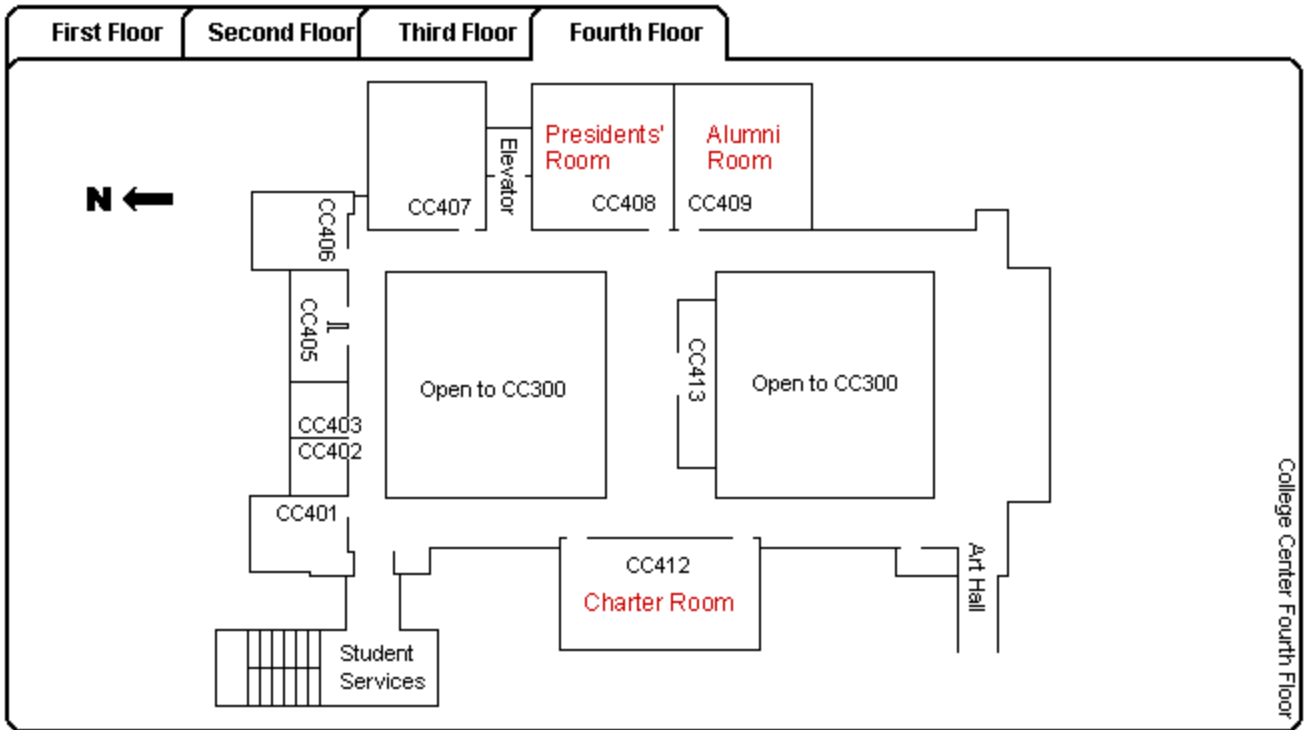 First Floor
Second Floor
Third Floor
Fourth Floor
N
Presidents'
Room
Alumni
Room
Elevator
CC407
CC408
CC409
CC406
CC405
CC413
Open to CC300
Open to CC300
CC403
CC402
CC401
CC412
Charter Room
Art Hall
Student
Services
College Center Fourth Floor